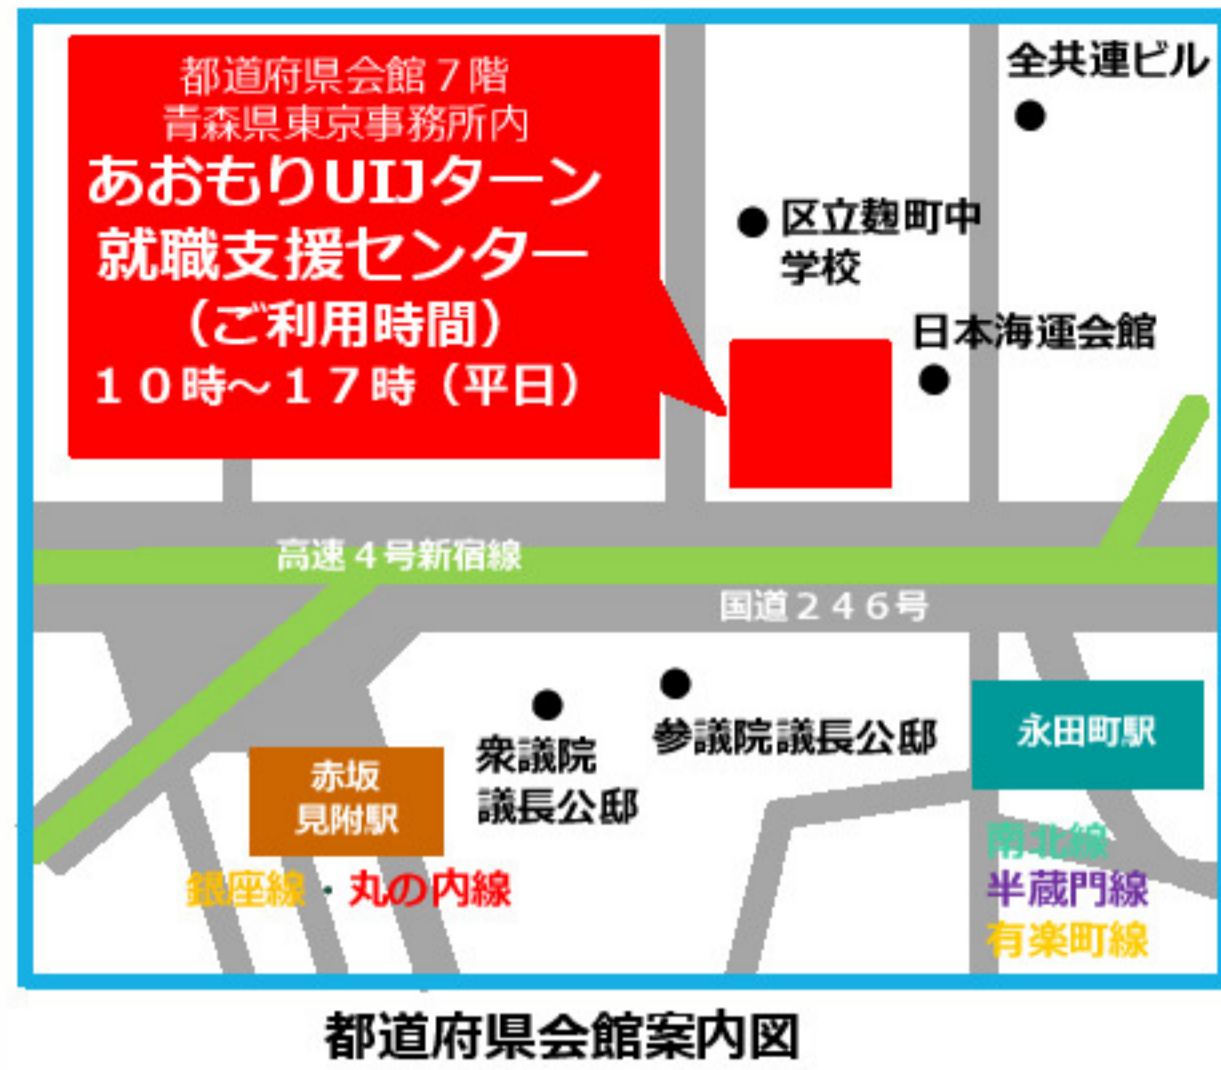 都道府県会館７階
青森県東京事務所内
あおもりUIJターン
就職支援センター
（ご利用時間）
１０時～１７時（平日）
全共連ビル
区立麹町中
学校
日本海運会館
高速４号新宿線
国道２４６号
衆議院
議長公邸
参議院議長公邸
永田町駅
赤坂
見附駅
銀座線・丸の内線
南北線
半蔵門線
有楽町線
都道府県会館案内図